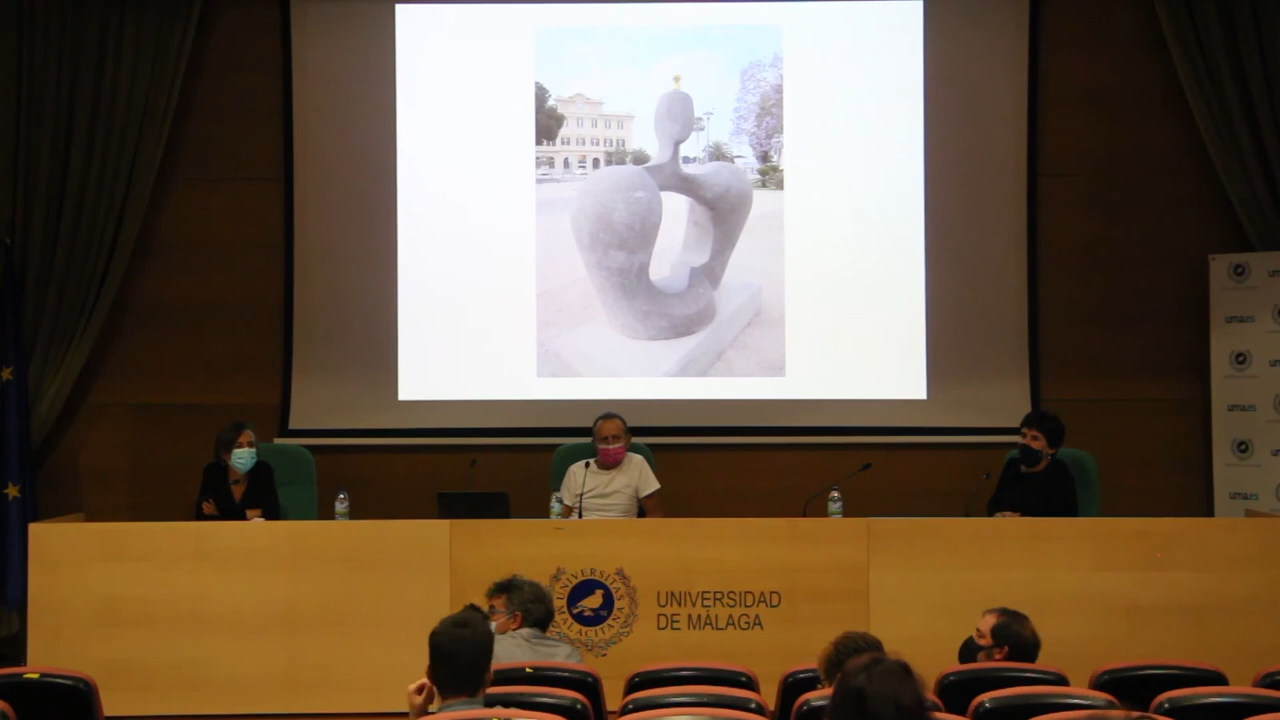 uma.es
uma.es
uma.es
UNIVERSITAS
MALACITANA
UNIVERSIDAD
DE MÁLAGA